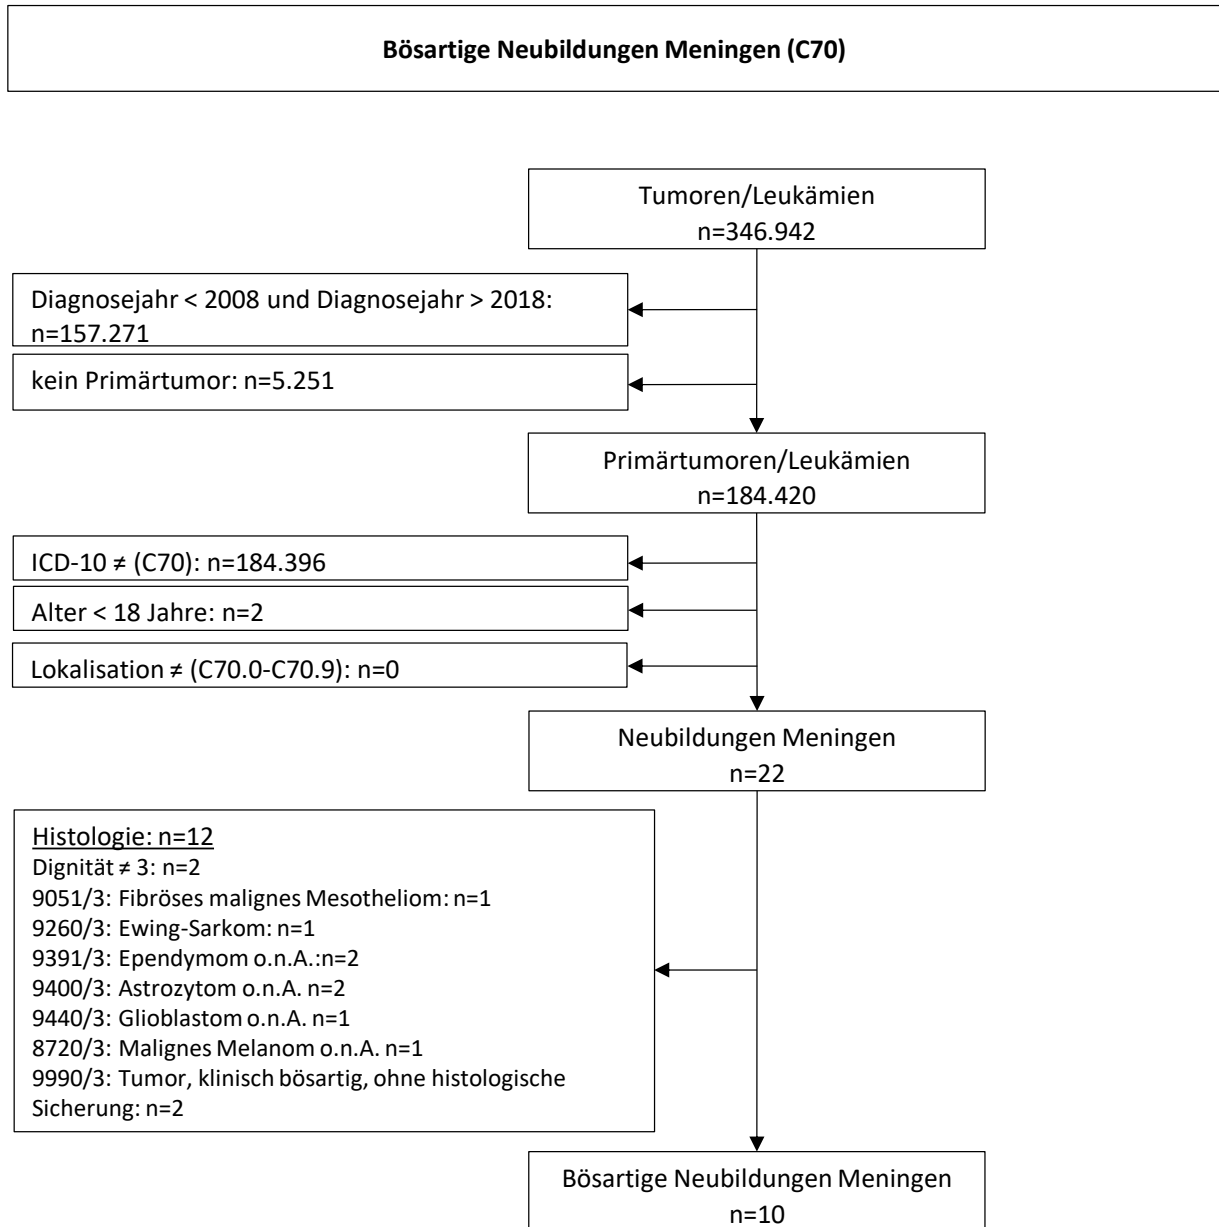 Bösartige Neubildungen Meningen (C70)
Tumoren/Leukämien
n=346.942
Diagnosejahr < 2008 und Diagnosejahr > 2018:
n=157.271
kein Primärtumor: n=5.251
Primärtumoren/Leukämien
n=184.420
ICD-10 ≠ (C70): n=184.396
Alter < 18 Jahre: n=2
Lokalisation ≠ (C70.0-C70.9): n=0
Neubildungen Meningen
n=22
Histologie: n=12
Dignität ≠ 3: n=2
9051/3: Fibröses malignes Mesotheliom: n=1
9260/3: Ewing-Sarkom: n=1
9391/3: Ependymom o.n.A.:n=2
9400/3: Astrozytom o.n.A. n=2
9440/3: Glioblastom o.n.A. n=1
8720/3: Malignes Melanom o.n.A. n=1
9990/3: Tumor, klinisch bösartig, ohne histologische
Sicherung: n=2
Bösartige Neubildungen Meningen
n=10